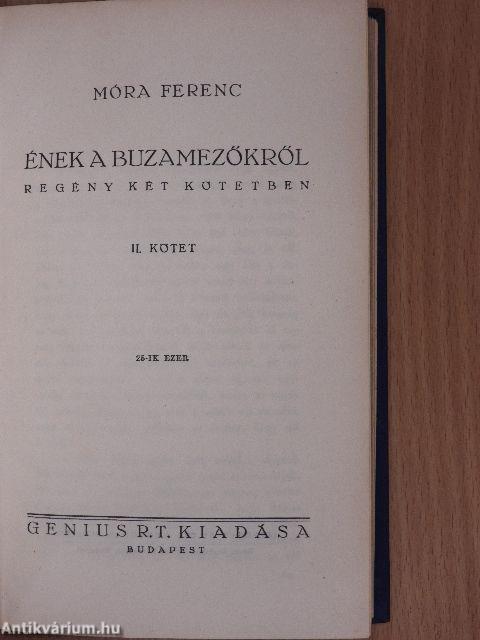 MÓRA FERENC
ÉNEK A BUZAMEZŐKRŐL
REGÉNY KÉT KÖTETBEN
II. KÖTET
25-IK EZER
GENIUS R.T. KIADÁSA
BUDAPEST
Antikvárium.hu